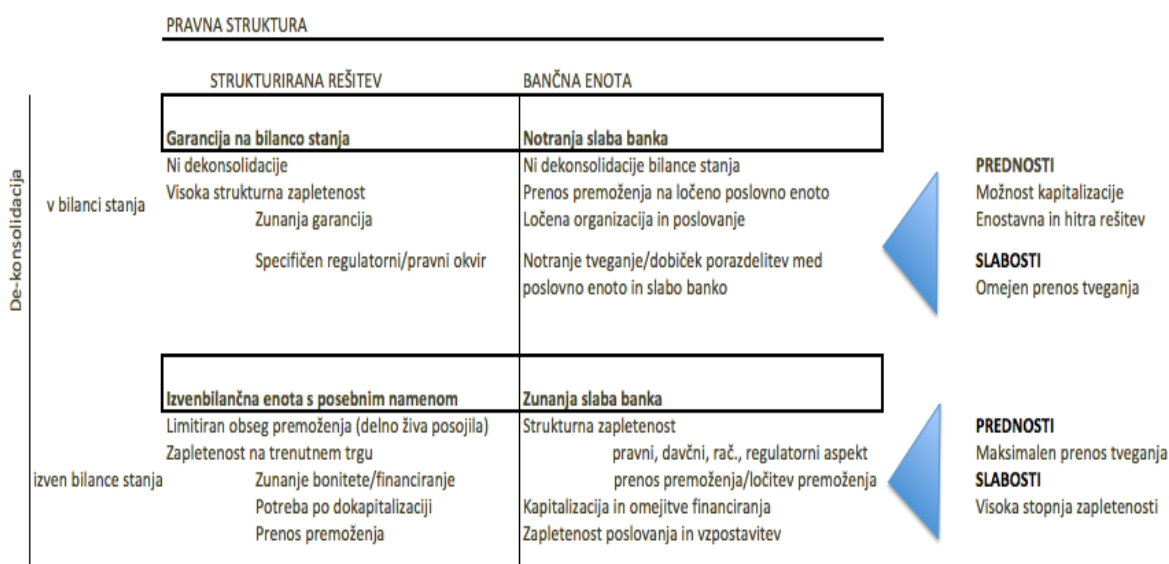 PRAVNA STRUKTURA
STRUKTURIRANA REŠITEV
BANČNA ENOTA
De-konsolidacija
v bilanci stanja
Garancija na bilanco stanja
Ni dekonsolidacije
Visoka strukturna zapletenost
Zunanja garancija
Specifičen regulatorni/pravni okvir
Notranja slaba banka
Ni dekonsolidacije bilance stanja
Prenos premoženja na ločeno poslovno enoto
Ločena organizacija in poslovanje
Notranje tveganje/dobiček porazdelitev med
poslovno enoto in slabo banko
PREDNOSTI
Možnost kapitalizacije
Enostavna in hitra rešitev
SLABOSTI
Omejen prenos tveganja
izven bilance stanja
Izvenbilančna enota s posebnim namenom
Limitiran obseg premoženja (delno živa posojila)
Zapletenost na trenutnem trgu
Zunanje bonitete/financiranje
Potreba po dokapitalizaciji
Prenos premoženja
Zunanja slaba banka
Strukturna zapletenost
pravni, davčni, rač., regulatorni aspekt
prenos premoženja/ločitev premoženja
Kapitalizacija in omejitve financiranja
Zapletenost poslovanja in vzpostavitev
PREDNOSTI
Maksimalen prenos tveganja
SLABOSTI
Visoka stopnja zapletenosti